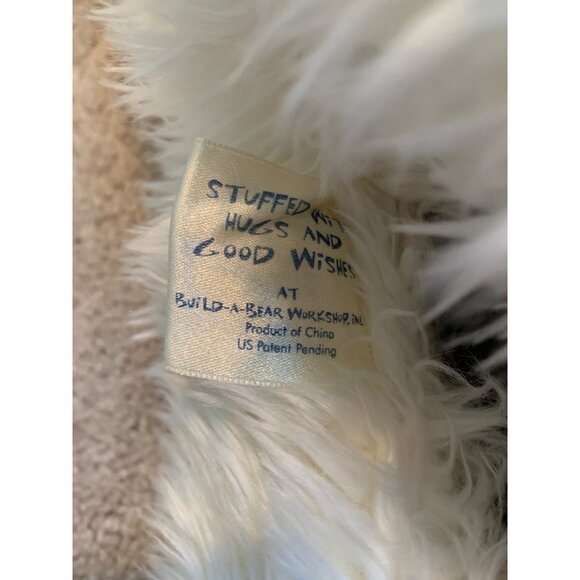 STUFFED WITH
HUGS AND
GOOD WISHES
AT
BUILD-A-BEAR WORKSHOP, INC
Product of China
US Patent Pending